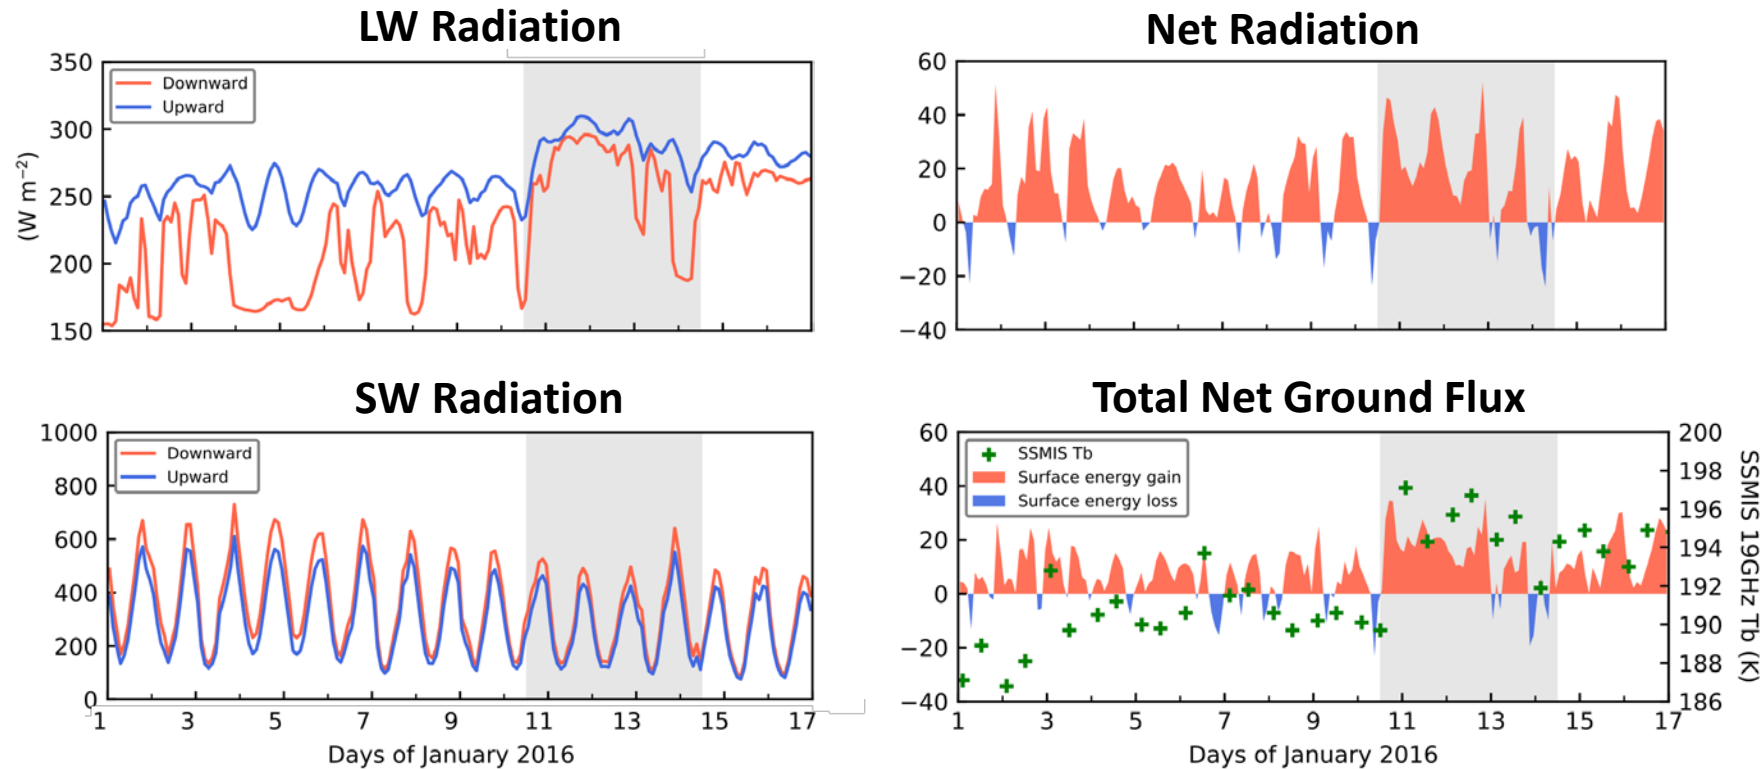 LW Radiation
350
300
250
200
150
(W m−2)
Downward
Upward
Net Radiation
60
40
20
0
−20
−40
SW Radiation
1000
800
600
400
200
0
Downward
Upward
1 3 5 7 9 11 13 15 17
Days of January 2016
Total Net Ground Flux
60
40
20
0
−20
−40
SSMIS Tb
Surface energy gain
Surface energy loss
200
198
196
194
192
190
188
186
SSMIS 19GHz Tb (K)
1 3 5 7 9 11 13 15 17
Days of January 2016